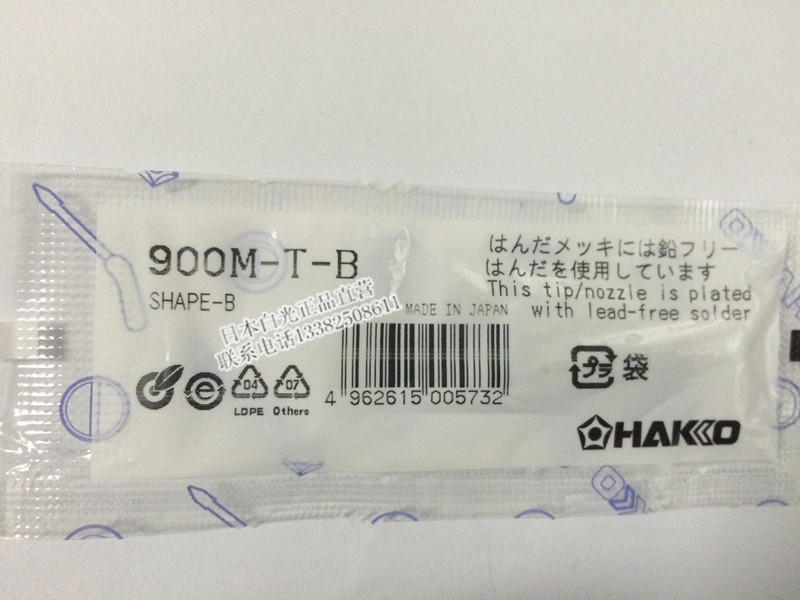 900M-T-B
SHAPE-B
はんだメッキには鉛フリー
はんだを使用しています
This tip/nozzle is plated
with lead-free solder
MADE IN JAPAN
日本白光正品直营
联系电话13382508611
04
LDPE
07
Others
4 962615 005732
プラ 袋
HAKKO